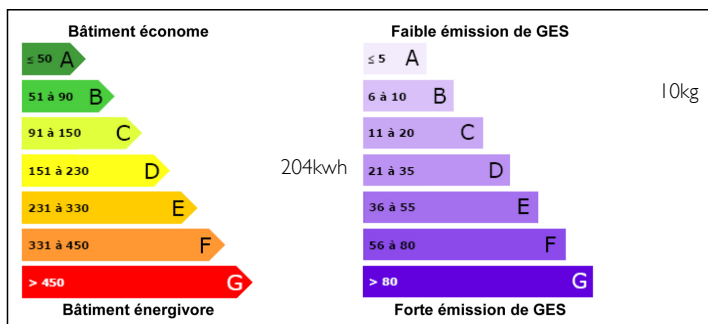 Bâtiment économe
≤ 50 A
51 à 90 B
91 à 150 C
151 à 230 D
204kwh
231 à 330 E
331 à 450 F
> 450 G
Bâtiment énergivore
Faible émission de GES
≤ 5 A
6 à 10 B
10kg
11 à 20 C
21 à 35 D
36 à 55 E
56 à 80 F
> 80 G
Forte émission de GES